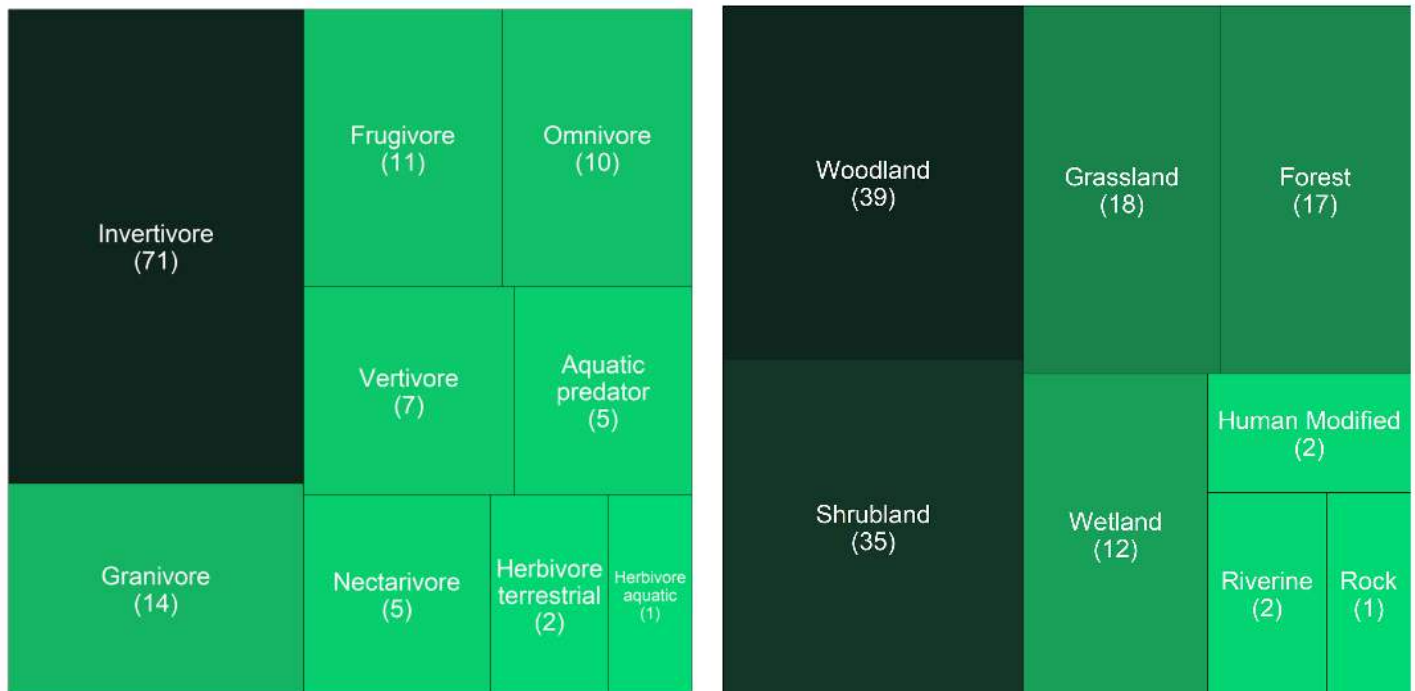 Invertivore
(71)
Granivore
(14)
Frugivore
(11)
Omnivore
(10)
Vertivore
(7)
Aquatic
predator
(5)
Nectarivore
(5)
Herbivore
terrestrial
(2)
Herbivore
aquatic
(1)
Woodland
(39)
Shrubland
(35)
Grassland
(18)
Forest
(17)
Wetland
(12)
Human Modified
(2)
Riverine
(2)
Rock
(1)